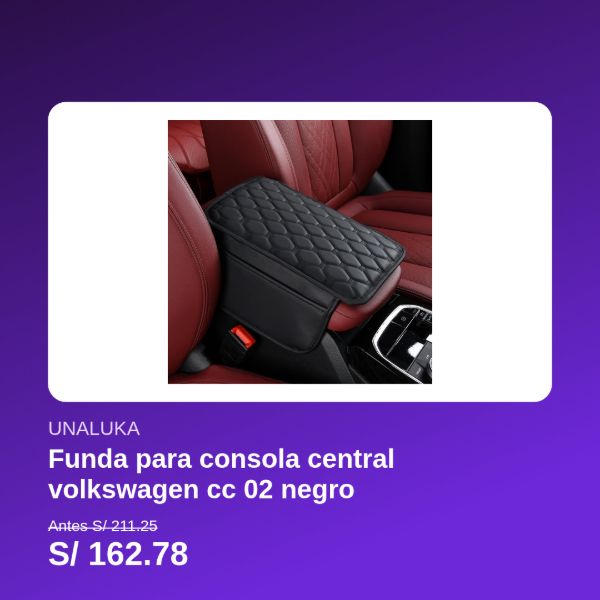 UNALUKA
Funda para consola central
volkswagen cc 02 negro
Antes S/ 211.25
S/ 162.78